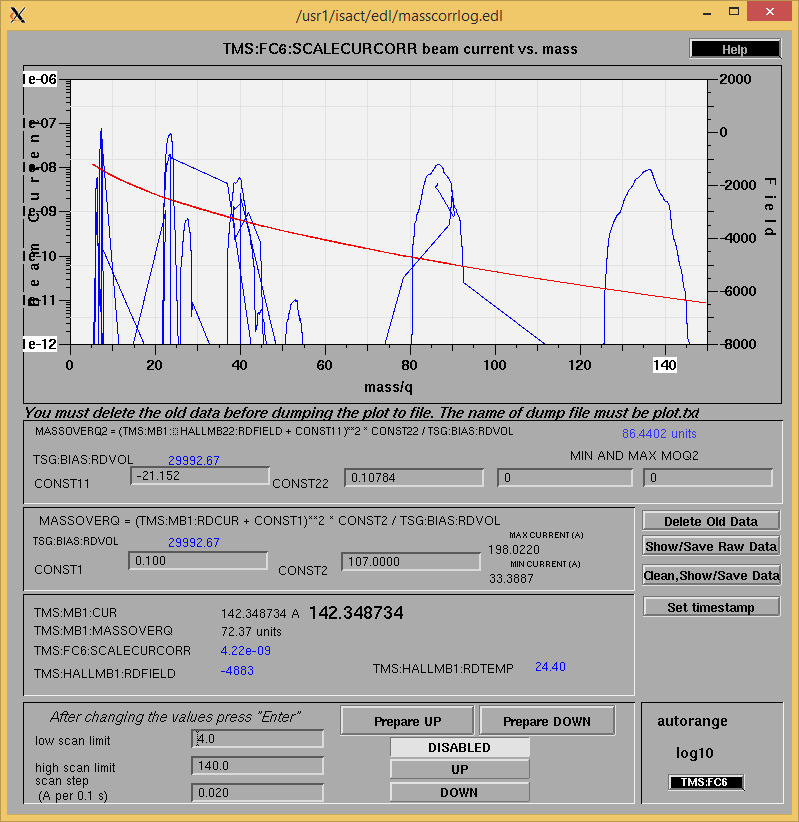 /usr1/isact/edl/masscorrlog.edl
TMS:FC6:SCALECURCORR beam current vs. mass
Help
1e-06
1e-07
1e-08
1e-09
1e-10
1e-11
1e-12
Beam Current
2000
0
-2000
-4000
-6000
-8000
Field
0 20 40 60 80 100 120 140
mass/q
You must delete the old data before dumping the plot to file. The name of dump file must be plot.txt
MASSOVERQ2 = (TMS:MB1: HALLMB22:RDFIELD + CONST11)**2 * CONST22 / TSG:BIAS:RDVOL
86.4402 units
TSG:BIAS:RDVOL 29992.67
MIN AND MAX MOQ2
CONST11 -21.152 CONST22 0.10784 0 0
MASSOVERQ = (TMS:MB1:RDCUR + CONST1)**2 * CONST2 / TSG:BIAS:RDVOL
TSG:BIAS:RDVOL 29992.67
MAX CURRENT (A)
198.0220
CONST1 0.100 CONST2 107.0000
MIN CURRENT (A)
33.3887
Delete Old Data
Show/Save Raw Data
Clean,Show/Save Data
Set timestamp
TMS:MB1:CUR 142.348734 A 142.348734
TMS:MB1:MASSOVERQ 72.37 units
TMS:FC6:SCALECURCORR 4.22e-09
TMS:HALLMB1:RDFIELD -4883
TMS:HALLMB1:RDTEMP 24.40
After changing the values press "Enter"
low scan limit 4.0
high scan limit 140.0
scan step
(A per 0.1 s) 0.020
Prepare UP
Prepare DOWN
DISABLED
UP
DOWN
autorange
log10
TMS:FC6